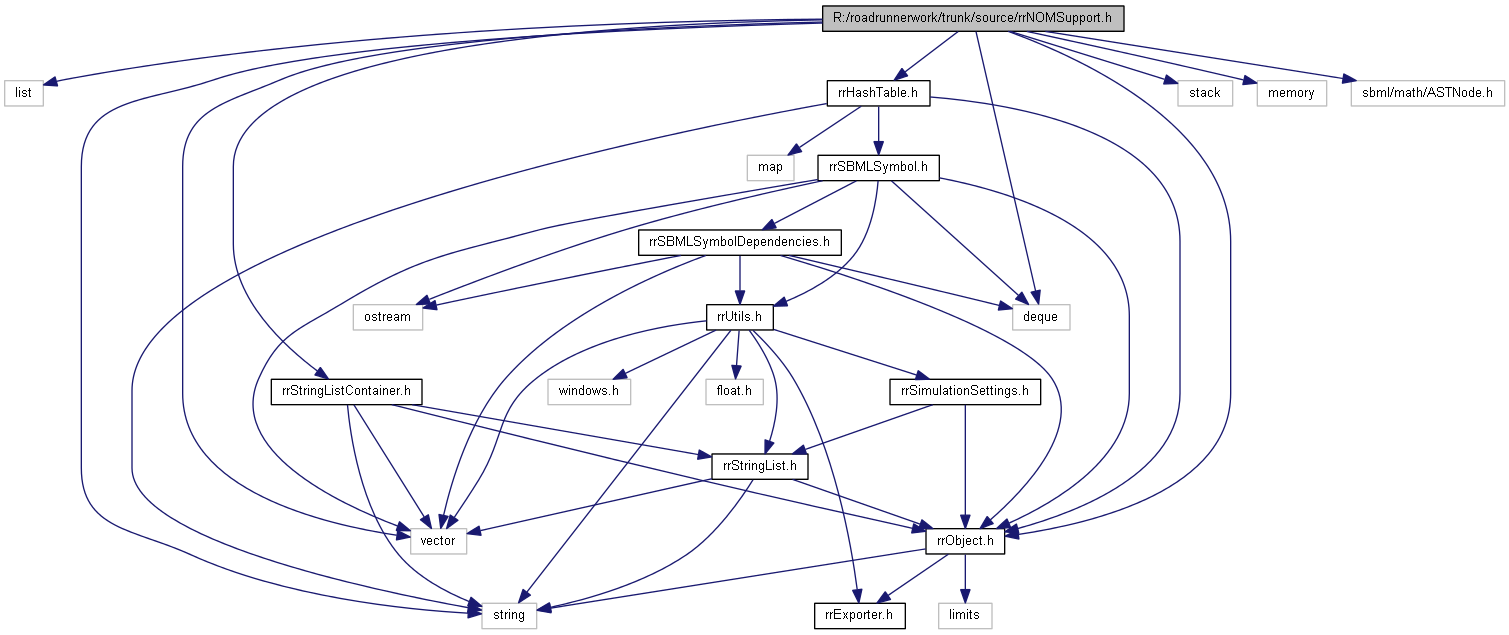 R:/roadrunnerwork/trunk/source/rrNOMSupport.h
list
rrHashTable.h
stack
memory
sbml/math/ASTNode.h
map
rrSBMLSymbol.h
rrSBMLSymbolDependencies.h
ostream
rrUtils.h
deque
rrStringListContainer.h
windows.h
float.h
rrSimulationSettings.h
rrStringList.h
vector
rrObject.h
string
rrExporter.h
limits